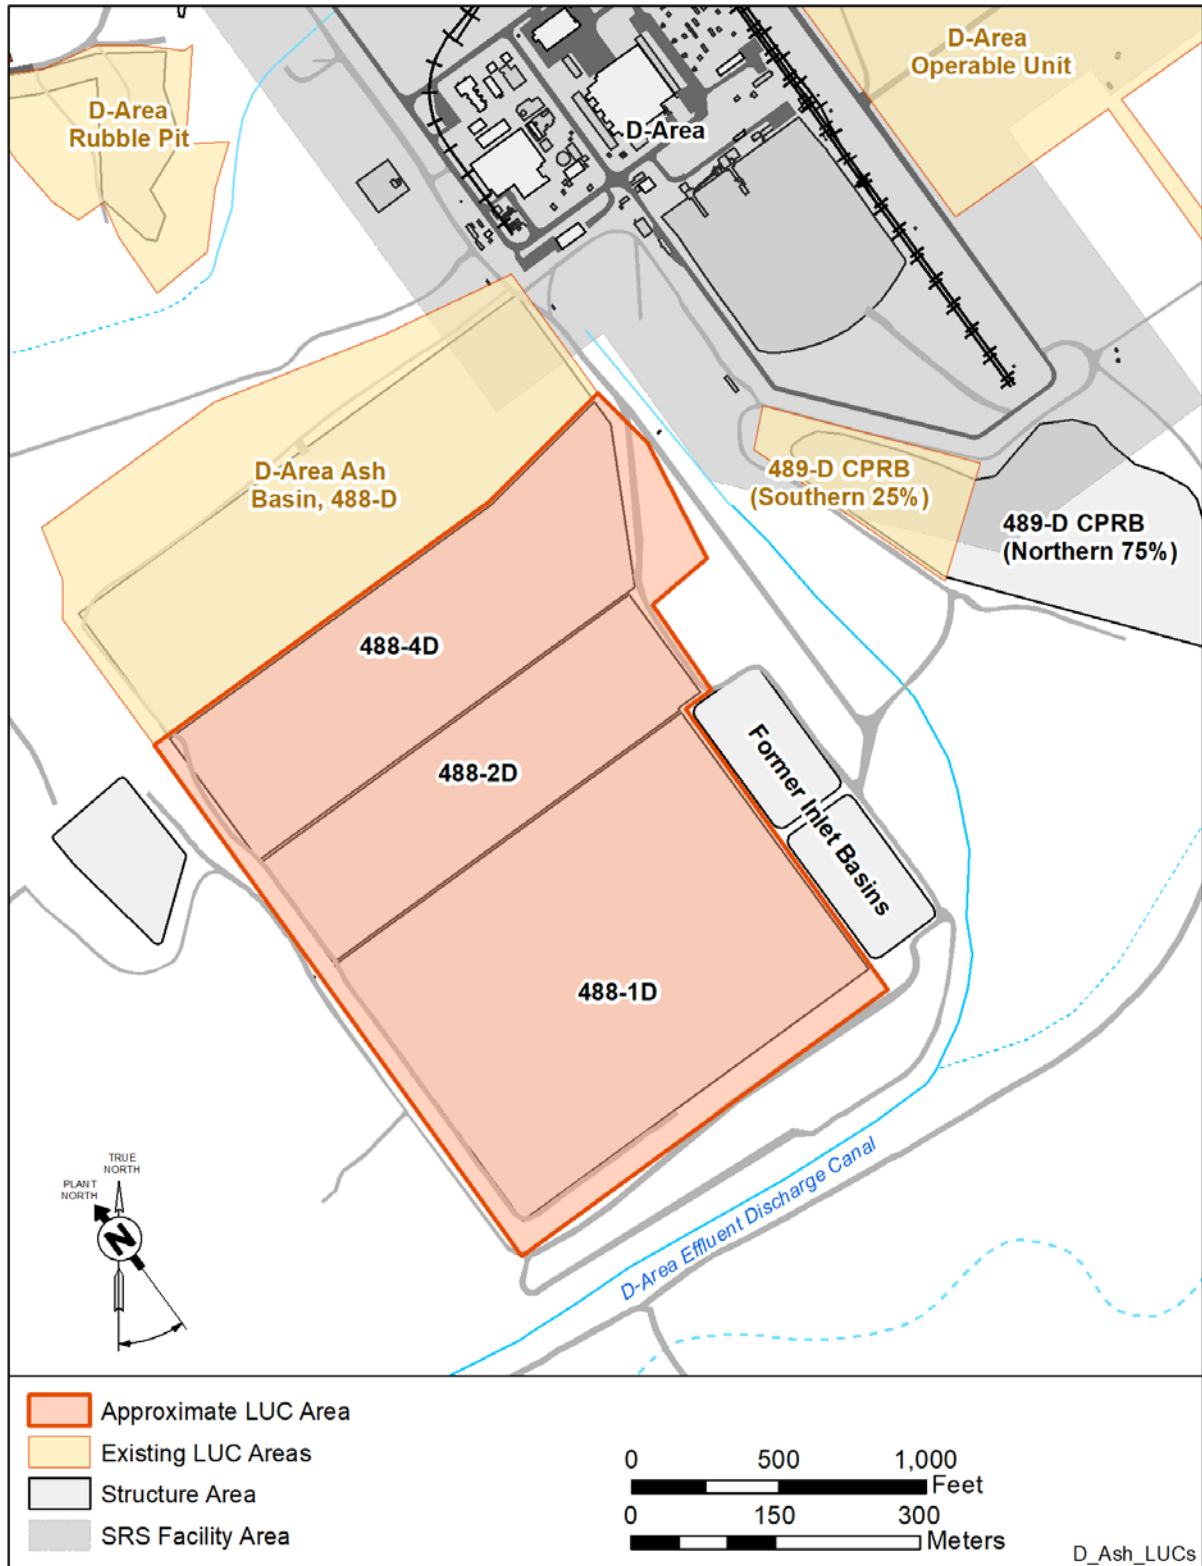 D-Area
Operable Unit
D-Area
Rubble Pit
D-Area
D-Area Ash
Basin, 488-D
489-D CPRB
(Southern 25%)
489-D CPRB
(Northern 75%)
488-4D
488-2D
Former Inlet Basins
488-1D
D-Area Effluent Discharge Canal
TRUE
NORTH
PLANT
NORTH
N
Approximate LUC Area
Existing LUC Areas
Structure Area
SRS Facility Area
0 500 1,000
Feet
0 150 300
Meters
D_Ash_LUCs